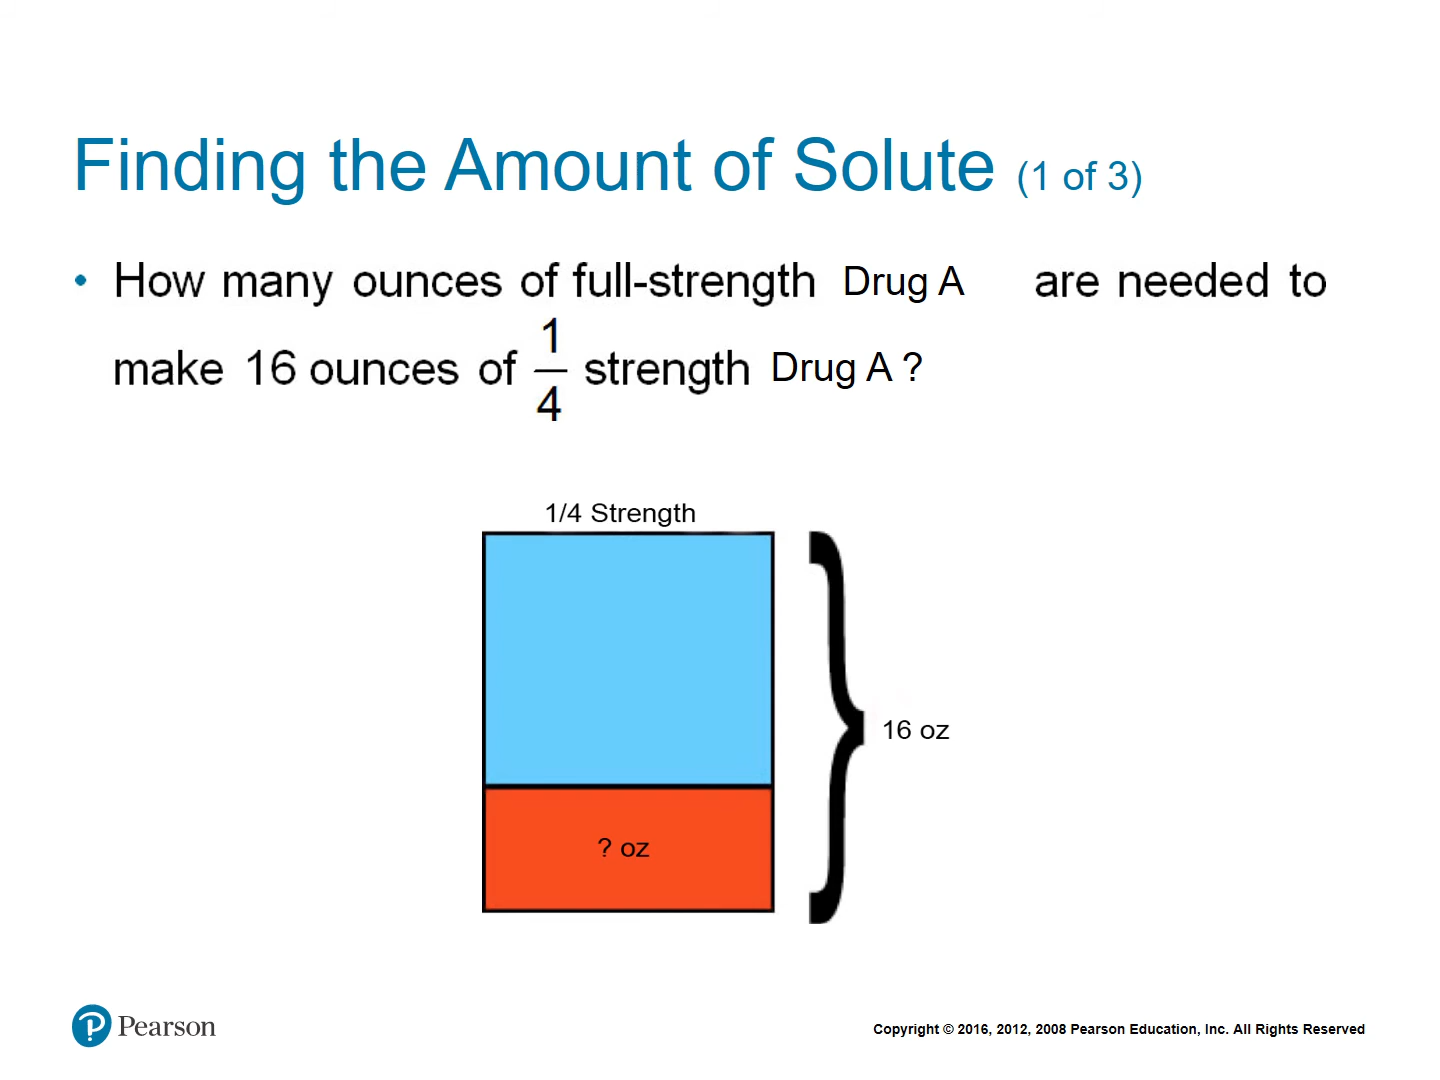 Finding the Amount of Solute (1 of 3)
• How many ounces of full-strength Drug A are needed to
make 16 ounces of 1/4 strength Drug A ?
1/4 Strength
16 oz
? oz
Pearson
Copyright © 2016, 2012, 2008 Pearson Education, Inc. All Rights Reserved